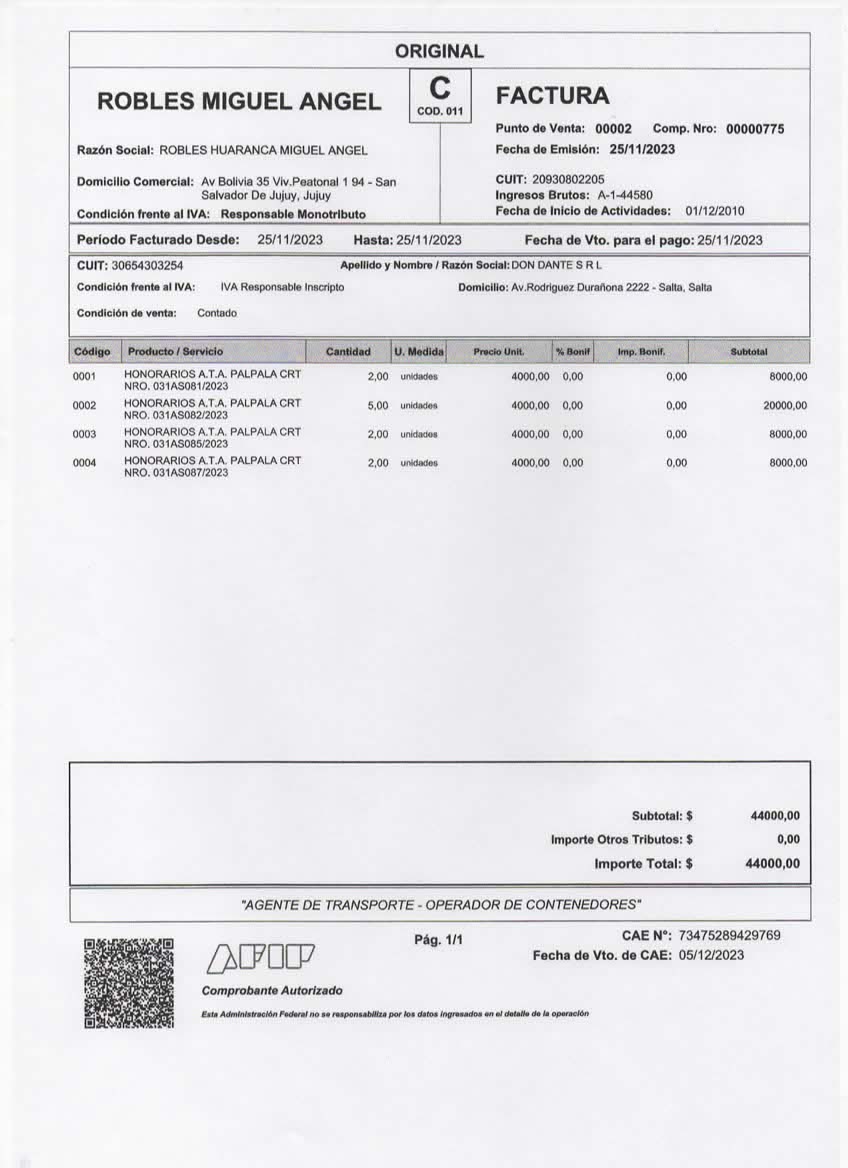 ORIGINAL
ROBLES MIGUEL ANGEL
C
COD. 011
FACTURA
Punto de Venta: 00002 Comp. Nro: 00000775
Razón Social: ROBLES HUARANCA MIGUEL ANGEL
Fecha de Emisión: 25/11/2023
Domicilio Comercial: Av Bolivia 35 Viv.Peatonal 1 94 - San
Salvador De Jujuy, Jujuy
CUIT: 20930802205
Ingresos Brutos: A-1-44580
Condición frente al IVA: Responsable Monotributo
Fecha de Inicio de Actividades: 01/12/2010
Período Facturado Desde: 25/11/2023 Hasta: 25/11/2023 Fecha de Vto. para el pago: 25/11/2023
CUIT: 30654303254 Apellido y Nombre / Razón Social: DON DANTE S R L
Condición frente al IVA: IVA Responsable Inscripto Domicilio: Av.Rodriguez Durañona 2222 - Salta, Salta
Condición de venta: Contado
Código Producto / Servicio Cantidad U. Medida Precio Unit. % Bonif Imp. Bonif. Subtotal
0001 HONORARIOS A.T.A. PALPALA CRT 2,00 unidades 4000,00 0,00 0,00 8000,00
NRO. 031AS081/2023
0002 HONORARIOS A.T.A. PALPALA CRT 5,00 unidades 4000,00 0,00 0,00 20000,00
NRO. 031AS082/2023
0003 HONORARIOS A.T.A. PALPALA CRT 2,00 unidades 4000,00 0,00 0,00 8000,00
NRO. 031AS085/2023
0004 HONORARIOS A.T.A. PALPALA CRT 2,00 unidades 4000,00 0,00 0,00 8000,00
NRO. 031AS087/2023
Subtotal: $ 44000,00
Importe Otros Tributos: $ 0,00
Importe Total: $ 44000,00
"AGENTE DE TRANSPORTE - OPERADOR DE CONTENEDORES"
AFIP
Pág. 1/1
CAE N°: 73475289429769
Fecha de Vto. de CAE: 05/12/2023
Comprobante Autorizado
Esta Administración Federal no se responsabiliza por los datos ingresados en el detalle de la operación